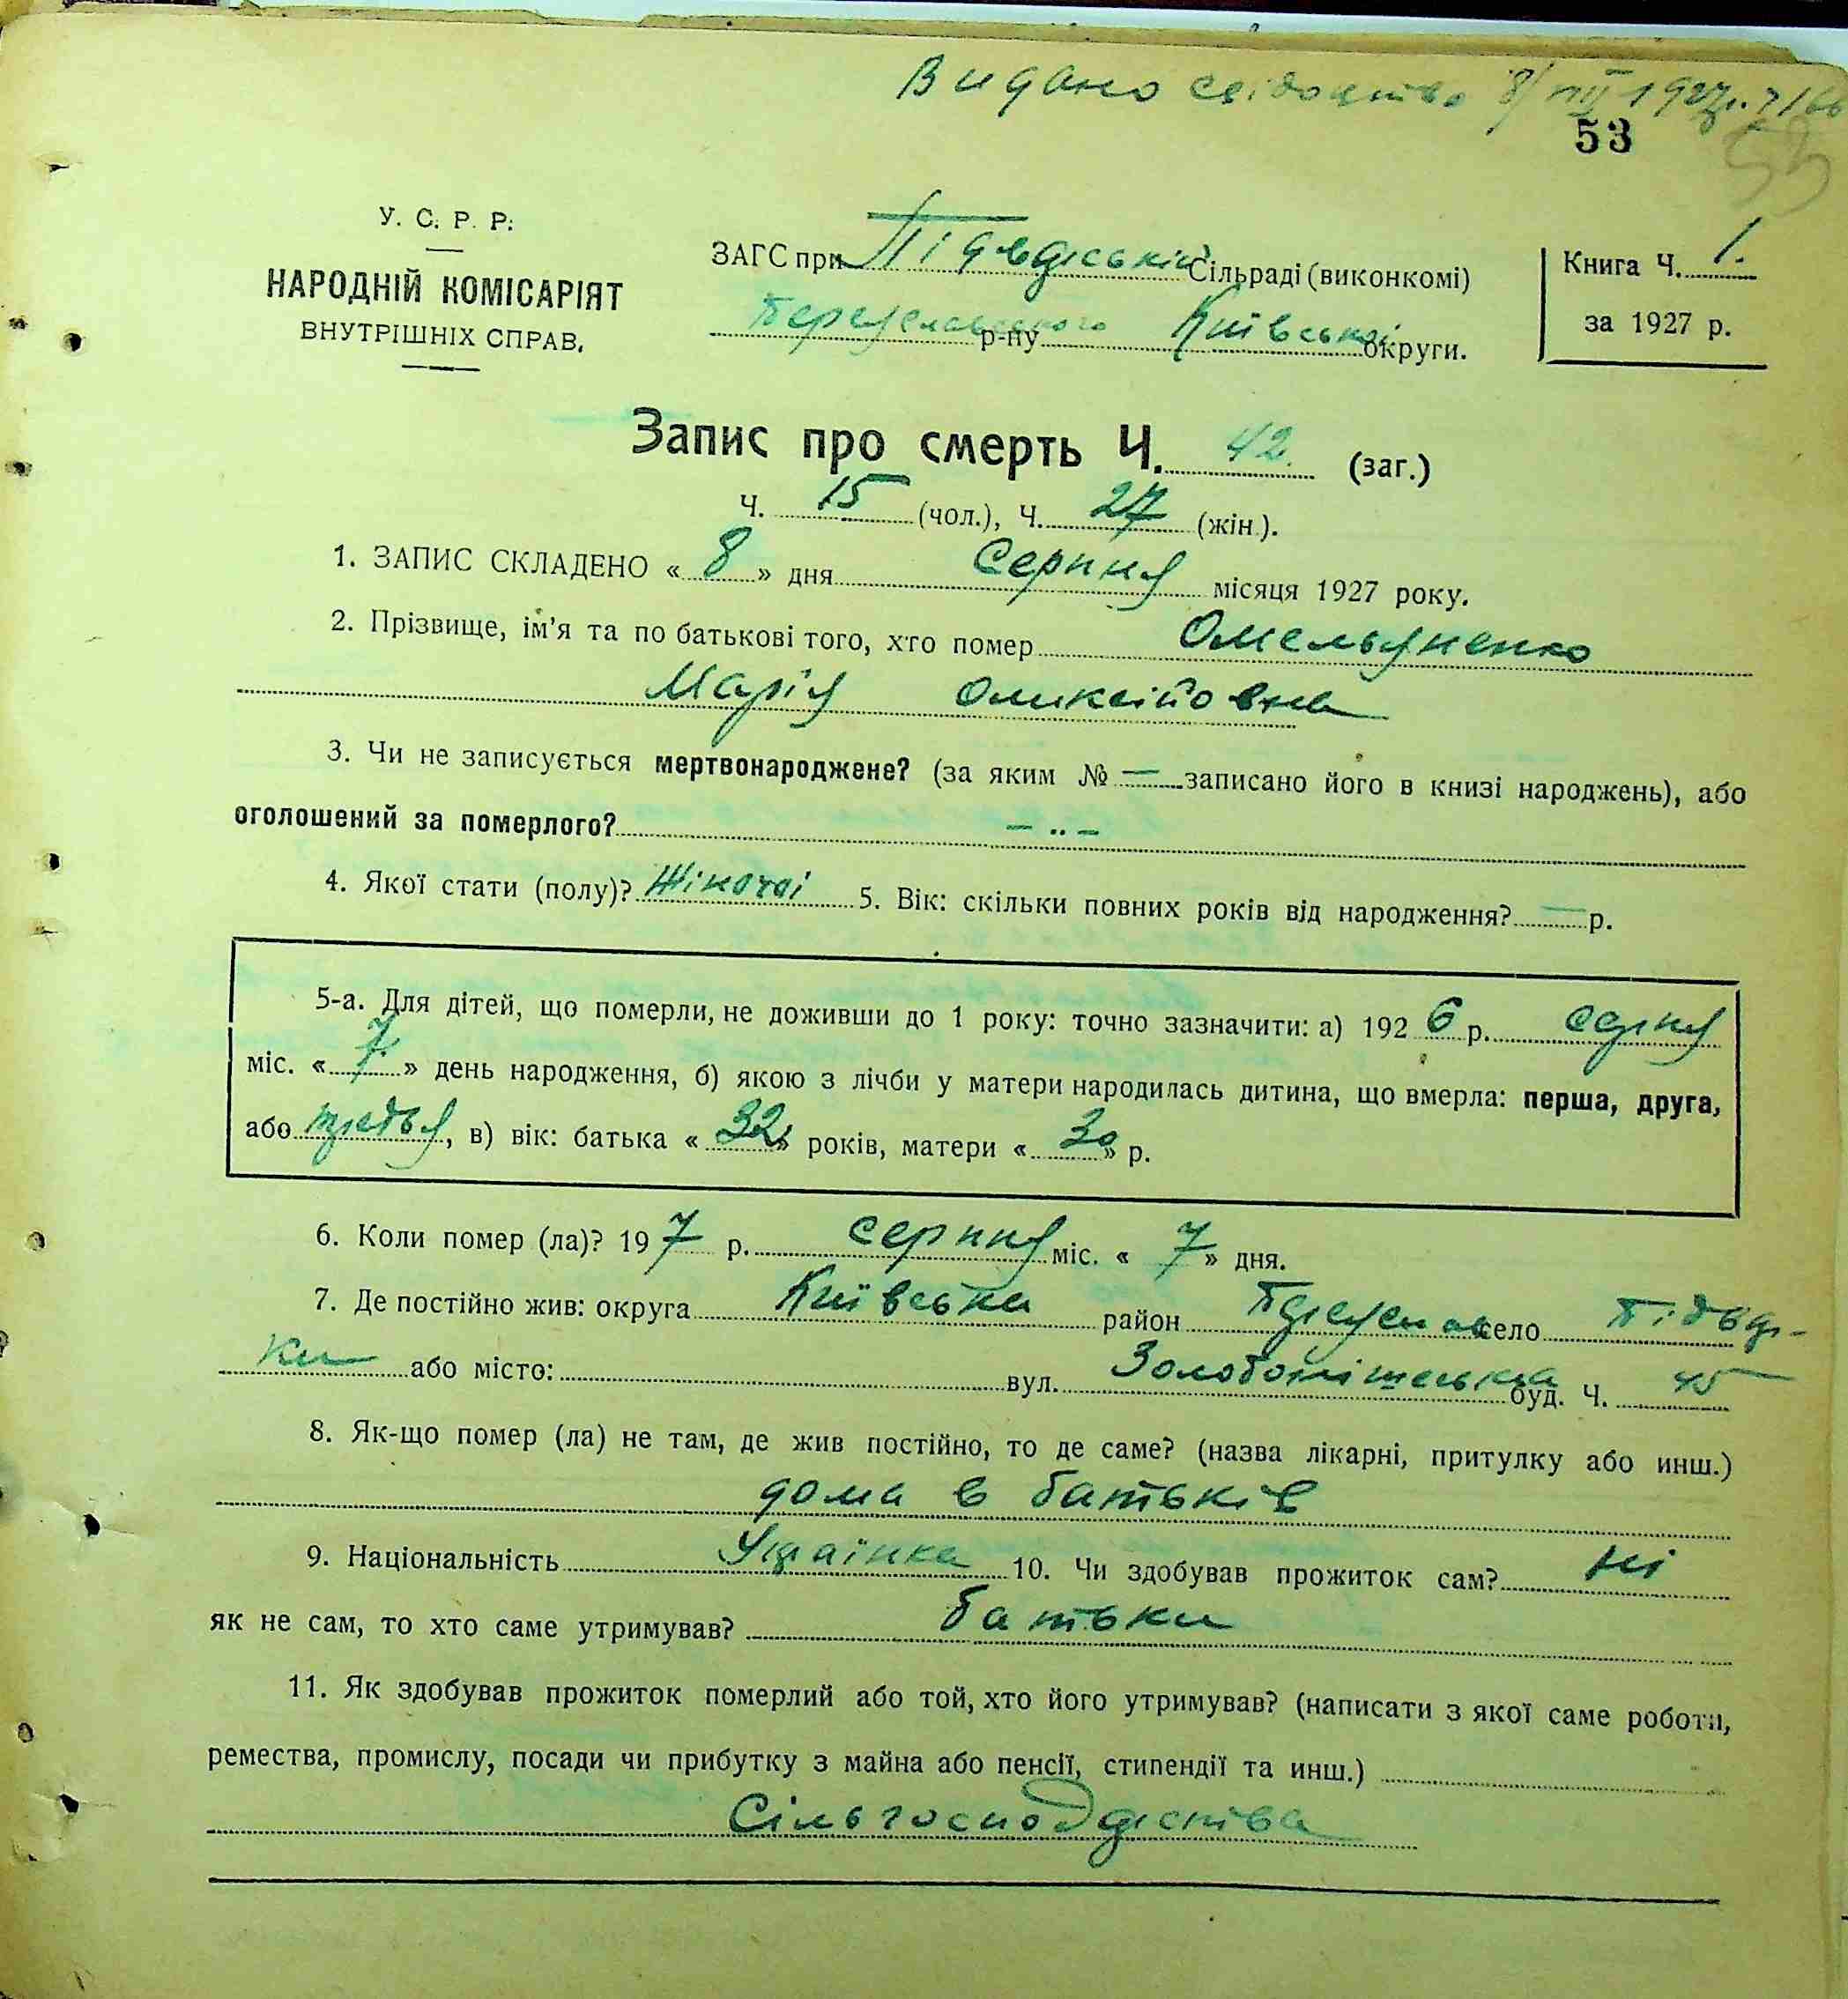 Видано свідоцтво 8/VIII 1927р.
53
У. С. Р. Р.
НАРОДНІЙ КОМІСАРІЯТ
ВНУТРІШНІХ СПРАВ.
ЗАГС при Підварській Сільраді (виконкомі)
Переяславського р-ну Київської округи.
Книга Ч. 1.
за 1927 р.
Запис про смерть Ч. 42 (заг.)
Ч. 15 (чол.), Ч. 27 (жін.).
1. ЗАПИС СКЛАДЕНО « 8 » дня Серпня місяця 1927 року.
2. Прізвище, ім'я та по батькові того, хто помер Омельяненко
Марія Оликсійовна
3. Чи не записується мертвонароджене? (за яким № — записано його в книзі народжень), або
оголошений за померлого? — .. —
4. Якої стати (полу)? Жіночої 5. Вік: скільки повних років від народження? — р.
5-а. Для дітей, що померли, не доживши до 1 року: точно зазначити: а) 1926 р. серпня
міс. « 7 » день народження, б) якою з лічби у матери народилась дитина, що вмерла: перша, друга,
або третья, в) вік: батька « 32 » років, матери « 30 » р.
6. Коли помер (ла)? 197 р. серпня міс. « 7 » дня.
7. Де постійно жив: округа Київська район Переяслав село Підвар-
ки або місто: вул. Золотонішська буд. Ч. 45
8. Як-що помер (ла) не там, де жив постійно, то де саме? (назва лікарні, притулку або инш.)
дома в батьків
9. Національність Українка 10. Чи здобував прожиток сам? ні
як не сам, то хто саме утримував? батьки
11. Як здобував прожиток померлий або той, хто його утримував? (написати з якої саме роботи,
ремества, промислу, посади чи прибутку з майна або пенсії, стипендії та инш.)
Сільгосподарства